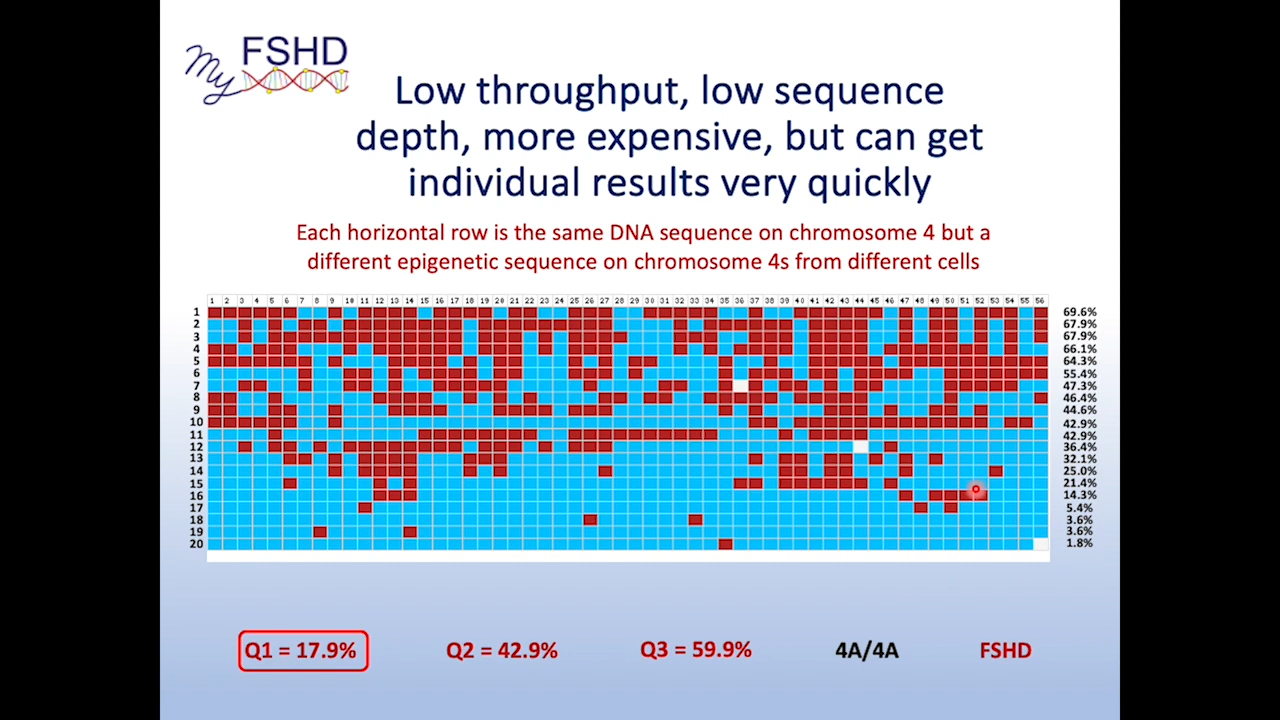 My FSHD
Low throughput, low sequence
depth, more expensive, but can get
individual results very quickly
Each horizontal row is the same DNA sequence on chromosome 4 but a
different epigenetic sequence on chromosome 4s from different cells
1 2 3 4 5 6 7 8 9 10 11 12 13 14 15 16 17 18 19 20 21 22 23 24 25 26 27 28 29 30 31 32 33 34 35 36 37 38 39 40 41 42 43 44 45 46 47 48 49 50 51 52 53 54 55 56
1 69.6%
2 67.9%
3 67.9%
4 66.1%
5 64.3%
6 55.4%
7 47.3%
8 46.4%
9 44.6%
10 42.9%
11 42.9%
12 36.4%
13 32.1%
14 25.0%
15 21.4%
16 14.3%
17 5.4%
18 3.6%
19 3.6%
20 1.8%
Q1 = 17.9% Q2 = 42.9% Q3 = 59.9% 4A/4A FSHD